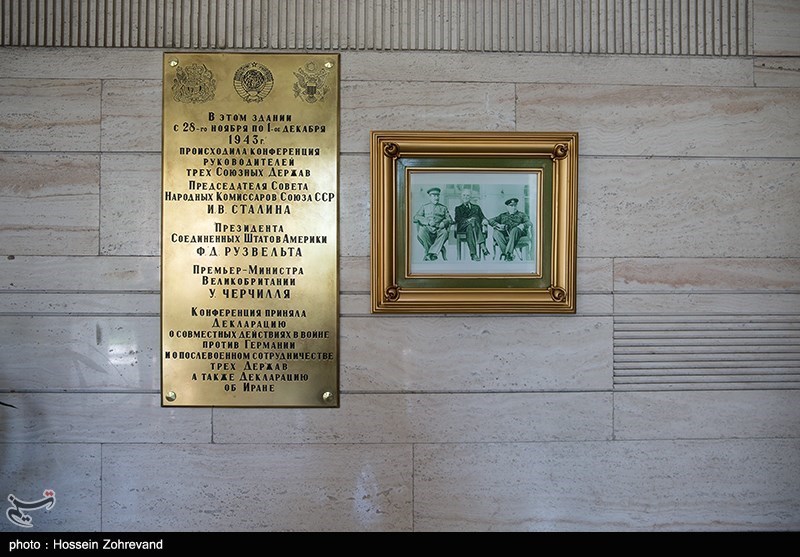 В этом здании
с 28-го ноября по 1-ое декабря
1943 г.
происходила конференция
руководителей
трех Союзных Держав
Председателя Совета
Народных Комиссаров Союза ССР
И.В. СТАЛИНА
Президента
Соединенных Штатов Америки
Ф.Д. РУЗВЕЛЬТА
Премьер-Министра
Великобритании
У. ЧЕРЧИЛЛЯ
Конференция приняла
Декларацию
о совместных действиях в войне
против Германии
и о послевоенном сотрудничестве
трех Держав
а также Декларацию
об Иране
photo : Hossein Zohrevand